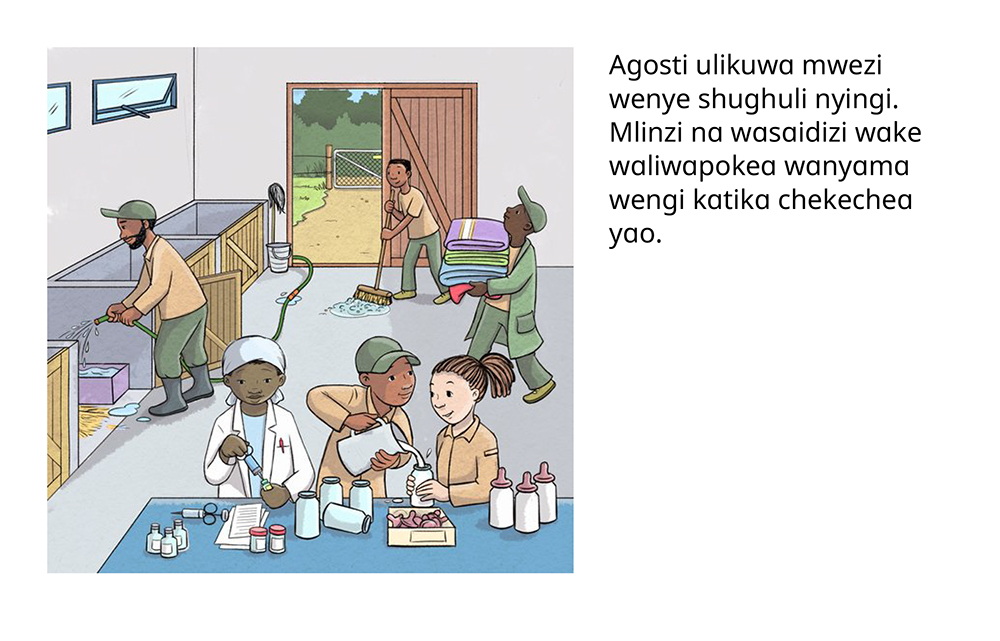 Agosti ulikuwa mwezi
wenye shughuli nyingi.
Mlinzi na wasaidizi wake
waliwapokea wanyama
wengi katika chekechea
yao.